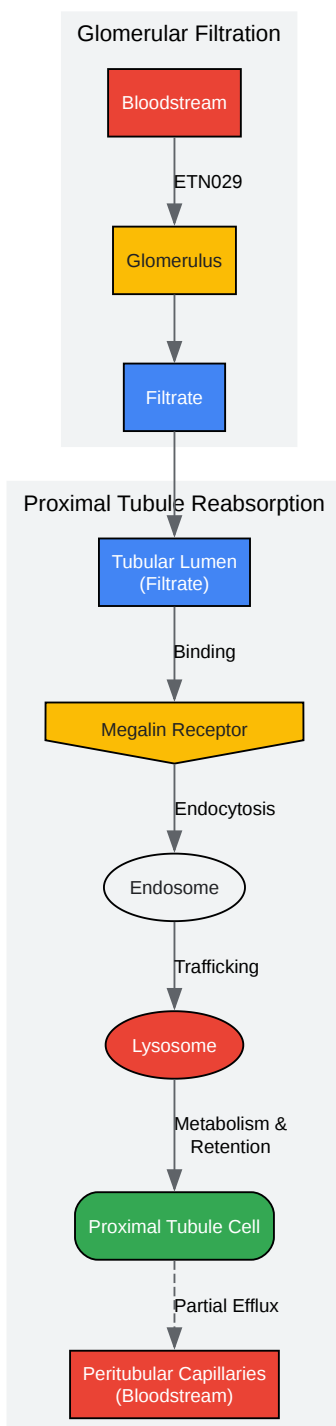 Glomerular Filtration
Bloodstream
ETN029
Glomerulus
Filtrate
Proximal Tubule Reabsorption
Tubular Lumen
(Filtrate)
Binding
Megalin Receptor
Endocytosis
Endosome
Trafficking
Lysosome
Metabolism &
Retention
Proximal Tubule Cell
Partial Efflux
Peritubular Capillaries
(Bloodstream)